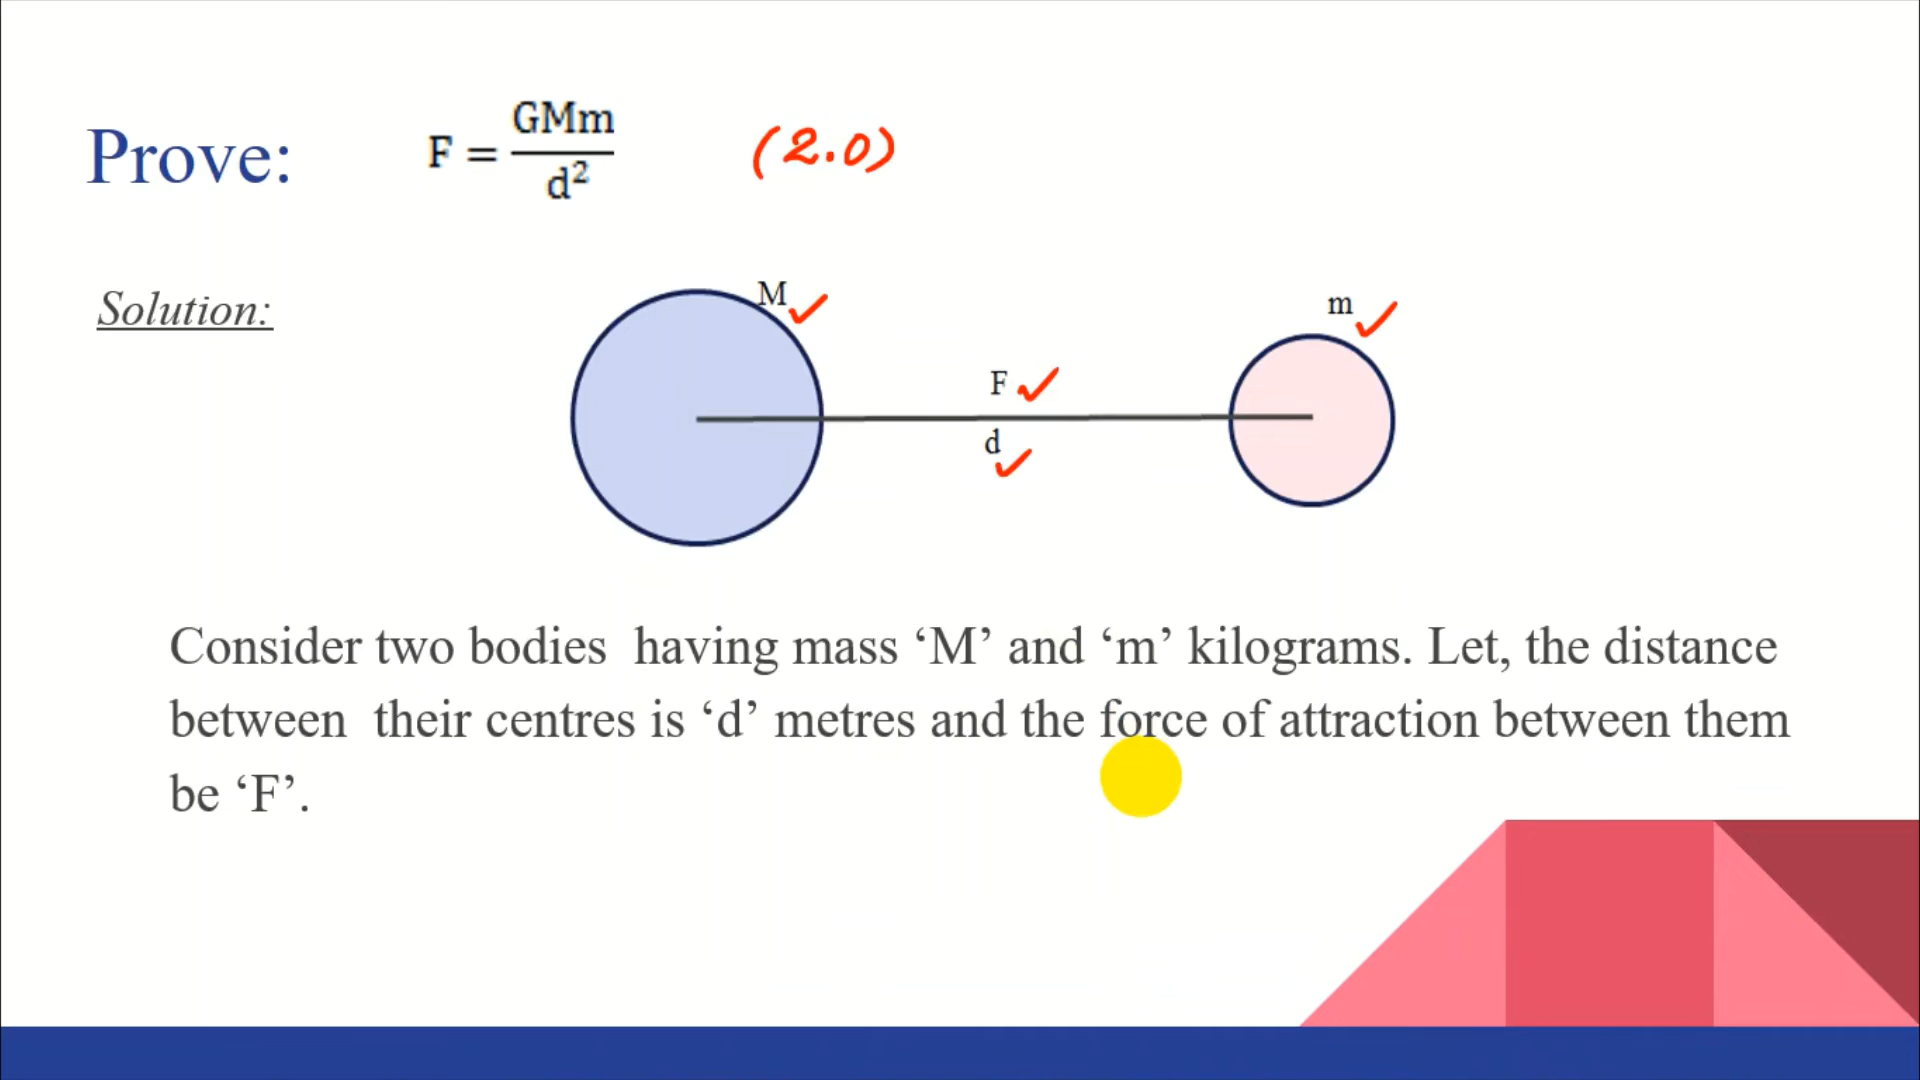 Prove: F = GMm/d² (2.0)
Solution:
M
m
F
d
Consider two bodies having mass ‘M’ and ‘m’ kilograms. Let, the distance
between their centres is ‘d’ metres and the force of attraction between them
be ‘F’.